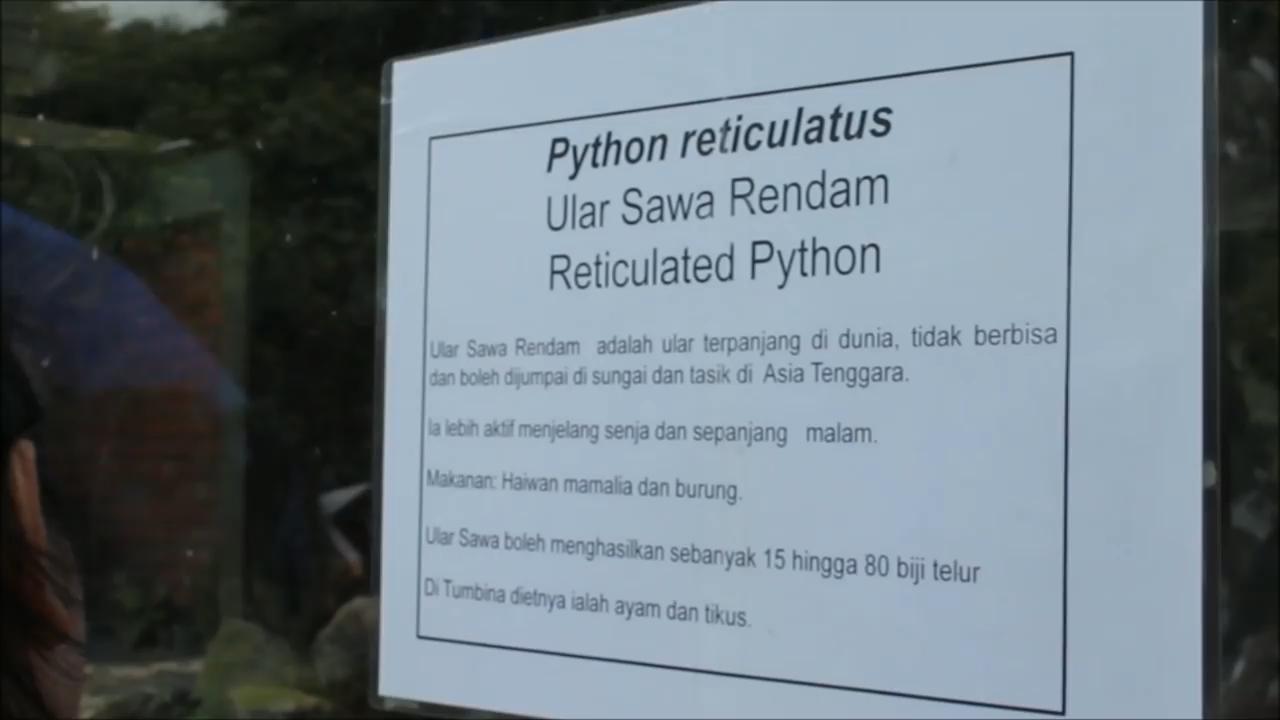 Python reticulatus
Ular Sawa Rendam
Reticulated Python
Ular Sawa Rendam adalah ular terpanjang di dunia, tidak berbisa
dan boleh dijumpai di sungai dan tasik di Asia Tenggara.
Ia lebih aktif menjelang senja dan sepanjang malam.
Makanan: Haiwan mamalia dan burung.
Ular Sawa boleh menghasilkan sebanyak 15 hingga 80 biji telur
Di Tumbina dietnya ialah ayam dan tikus.